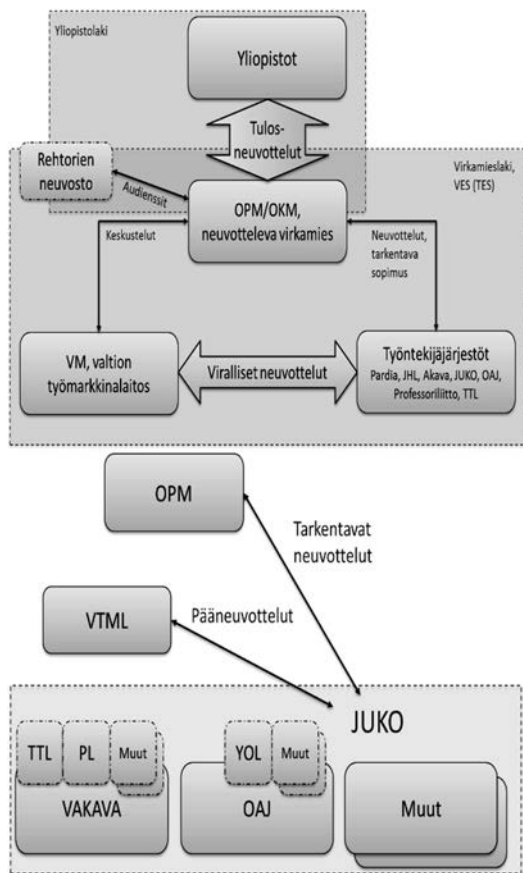 Yliopistolaki
Yliopistot
Tulos-
neuvottelut
Rehtorien
neuvosto
Audienssit
Virkamieslaki,
VES (TES)
OPM/OKM,
neuvotteleva virkamies
Keskustelut
Neuvottelut,
tarkentava
sopimus
VM, valtion
työmarkkinalaitos
Viralliset neuvottelut
Työntekijäjärjestöt
Pardia, JHL, Akava, JUKO, OAJ,
Professoriliitto, TTL
OPM
Tarkentavat
neuvottelut
VTML
Pääneuvottelut
JUKO
TTL
PL
Muut
VAKAVA
YOL
Muut
OAJ
Muut